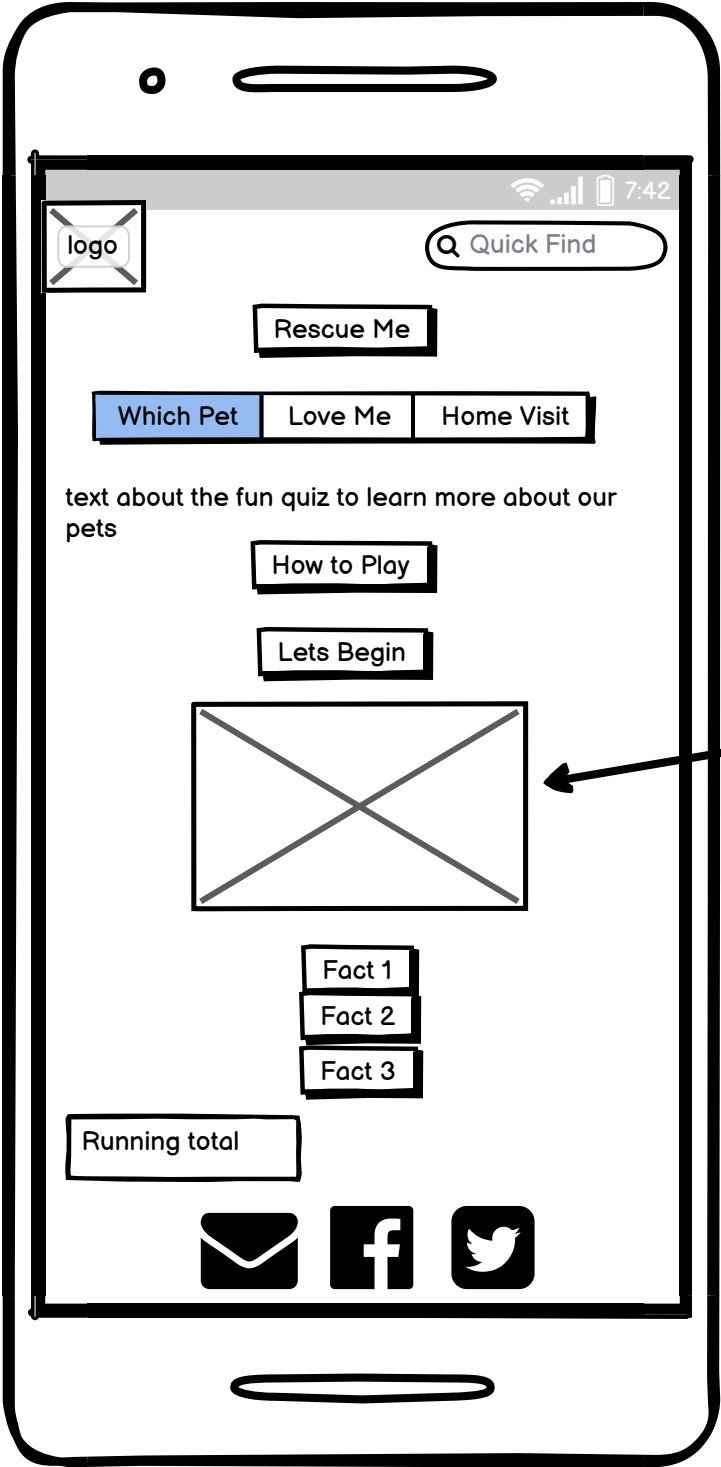 7:42
logo
Quick Find
Rescue Me
Which Pet Love Me Home Visit
text about the fun quiz to learn more about our
pets
How to Play
Lets Begin
Fact 1
Fact 2
Fact 3
Running total